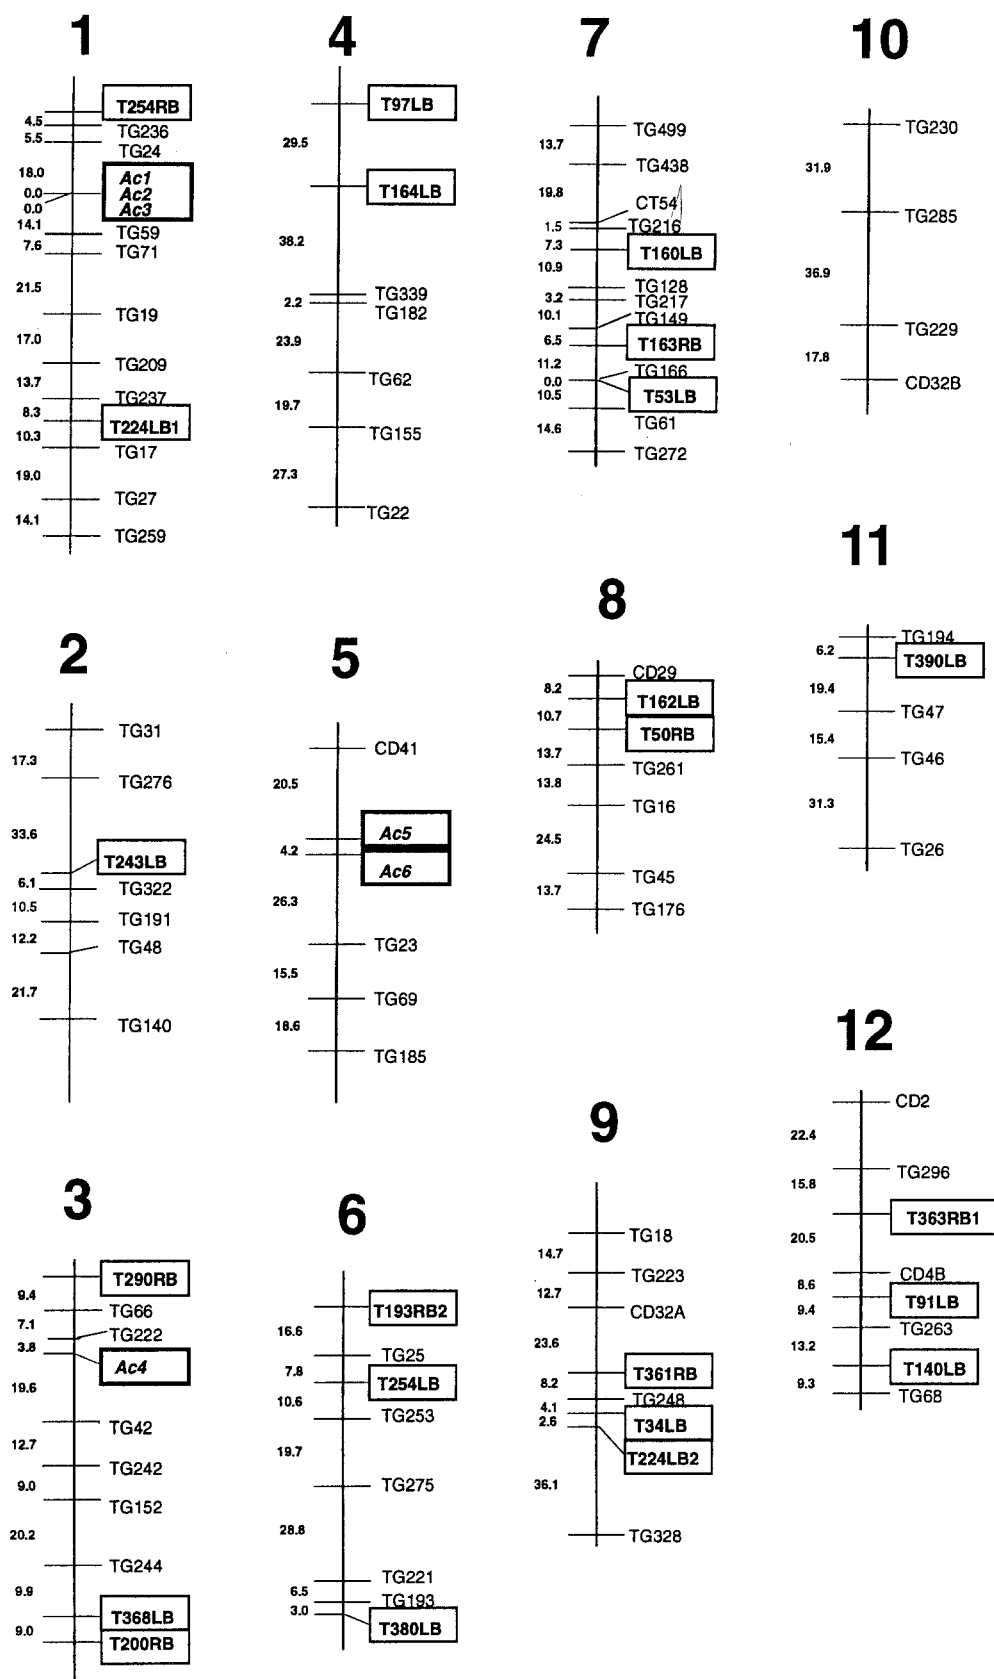 1
T254RB
4.5
TG236
5.5
TG24
18.0
Ac1
0.0
Ac2
0.0
Ac3
14.1
TG59
7.6
TG71
21.5
TG19
17.0
TG209
13.7
TG237
8.3
T224LB1
10.3
TG17
19.0
TG27
14.1
TG259
2
TG31
17.3
TG276
33.6
T243LB
6.1
TG322
10.5
TG191
12.2
TG48
21.7
TG140
3
T290RB
9.4
TG66
7.1
TG222
3.8
Ac4
19.6
TG42
12.7
TG242
9.0
TG152
20.2
TG244
9.9
T368LB
9.0
T200RB
4
T97LB
29.5
T164LB
38.2
TG339
2.2
TG182
23.9
TG62
19.7
TG155
27.3
TG22
5
CD41
20.5
Ac5
4.2
Ac6
26.3
TG23
15.5
TG69
18.6
TG185
6
T193RB2
16.6
TG25
7.8
T254LB
10.6
TG253
19.7
TG275
28.8
TG221
6.5
TG193
3.0
T380LB
7
TG499
13.7
TG438
19.8
CT54
1.5
TG216
7.3
T160LB
10.9
TG128
3.2
TG217
10.1
TG149
6.5
T163RB
11.2
TG166
0.0
T53LB
10.5
TG61
14.6
TG272
8
CD29
8.2
T162LB
10.7
T50RB
13.7
TG261
13.8
TG16
24.5
TG45
13.7
TG176
9
TG18
14.7
TG223
12.7
CD32A
23.6
T361RB
8.2
TG248
4.1
T34LB
2.6
T224LB2
36.1
TG328
10
TG230
31.9
TG285
36.9
TG229
17.8
CD32B
11
TG194
6.2
T390LB
19.4
TG47
15.4
TG46
31.3
TG26
12
CD2
22.4
TG296
15.8
T363RB1
20.5
CD4B
8.6
T91LB
9.4
TG263
13.2
T140LB
9.3
TG68